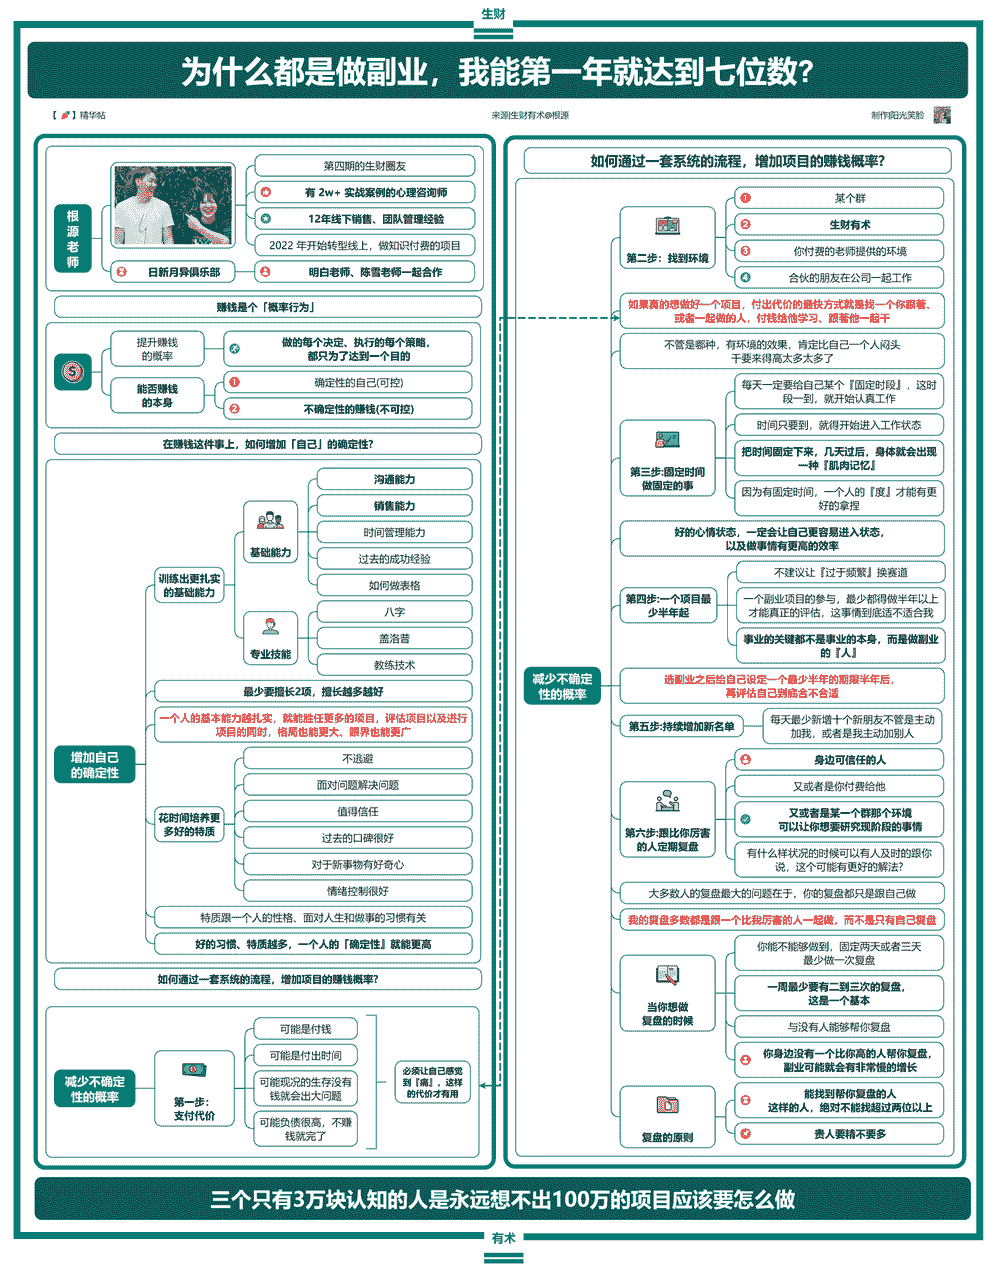 生财
为什么都是做副业，我能第一年就达到七位数?
【 】精华帖
来源|生财有术@根源
制作|阳光笑脸
根源老师
第四期的生财圈友
有 2w+ 实战案例的心理咨询师
12年线下销售、团队管理经验
2022 年开始转型线上，做知识付费的项目
日新月异俱乐部
明白老师、陈雪老师一起合作
赚钱是个「概率行为」
提升赚钱
的概率
做的每个决定、执行的每个策略，
都只为了达到一个目的
能否赚钱
的本身
1
确定性的自己(可控)
2
不确定性的赚钱(不可控)
在赚钱这件事上，如何增加「自己」的确定性?
增加自己
的确定性
训练出更扎实
的基础能力
基础能力
沟通能力
销售能力
时间管理能力
过去的成功经验
如何做表格
专业技能
八字
盖洛普
教练技术
最少要擅长2项，擅长越多越好
一个人的基本能力越扎实，就能胜任更多的项目，评估项目以及进行
项目的同时，格局也能更大、眼界也能更广
花时间培养更
多好的特质
不逃避
面对问题解决问题
值得信任
过去的口碑很好
对于新事物有好奇心
情绪控制很好
特质跟一个人的性格、面对人生和做事的习惯有关
好的习惯、特质越多，一个人的「确定性』就能更高
如何通过一套系统的流程，增加项目的赚钱概率?
减少不确定
性的概率
第一步：
支付代价
可能是付钱
可能是付出时间
可能现况的生存没有
钱就会出大问题
可能负债很高，不赚
钱就完了
必须让自己感觉
到『痛』，这样
的代价才有用
如何通过一套系统的流程，增加项目的赚钱概率?
减少不确定
性的概率
第二步：找到环境
1
某个群
2
生财有术
3
你付费的老师提供的环境
4
合伙的朋友在公司一起工作
如果真的想做好一个项目，付出代价的最快方式就是找一个你跟著、
或者一起做的人，付钱给他学习、跟著他一起干
不管是哪种，有环境的效果，肯定比自己一个人闷头
干要来得高太多太多了
第三步:固定时间
做固定的事
每天一定要给自己某个『固定时段』，这时
段一到，就开始认真工作
时间只要到，就得开始进入工作状态
把时间固定下来，几天过后，身体就会出现
一种『肌肉记忆』
因为有固定时间，一个人的『度』才能有更
好的拿捏
好的心情状态，一定会让自己更容易进入状态，
以及做事情有更高的效率
第四步:一个项目最
少半年起
不建议让『过于频繁』换赛道
一个副业项目的参与，最少都得做半年以上
才能真正的评估，这事情到底适不适合我
事业的关键都不是事业的本身，而是做副业
的『人』
选副业之后给自己设定一个最少半年的期限半年后，
再评估自己到底合不合适
第五步:持续增加新名单
每天最少新增十个新朋友不管是主动
加我，或者是我主动加别人
第六步:跟比你厉害
的人定期复盘
身边可信任的人
又或者是你付费给他
又或者是某一个群那个环境
可以让你想要研究现阶段的事情
有什么样状况的时候可以有人及时的跟你
说，这个可能有更好的解法?
大多数人的复盘最大的问题在于，你的复盘都只是跟自己做
我的复盘多数都是跟一个比我厉害的人一起做，而不是只有自己复盘
当你想做
复盘的时候
你能不能够做到，固定两天或者三天
最少做一次复盘
一周最少要有二到三次的复盘，
这是一个基本
与没有人能够帮你复盘
你身边没有一个比你高的人帮你复盘，
副业可能就会有非常慢的增长
复盘的原则
能找到帮你复盘的人
这样的人，绝对不能找超过两位以上
贵人要精不要多
三个只有3万块认知的人是永远想不出100万的项目应该要怎么做
有术